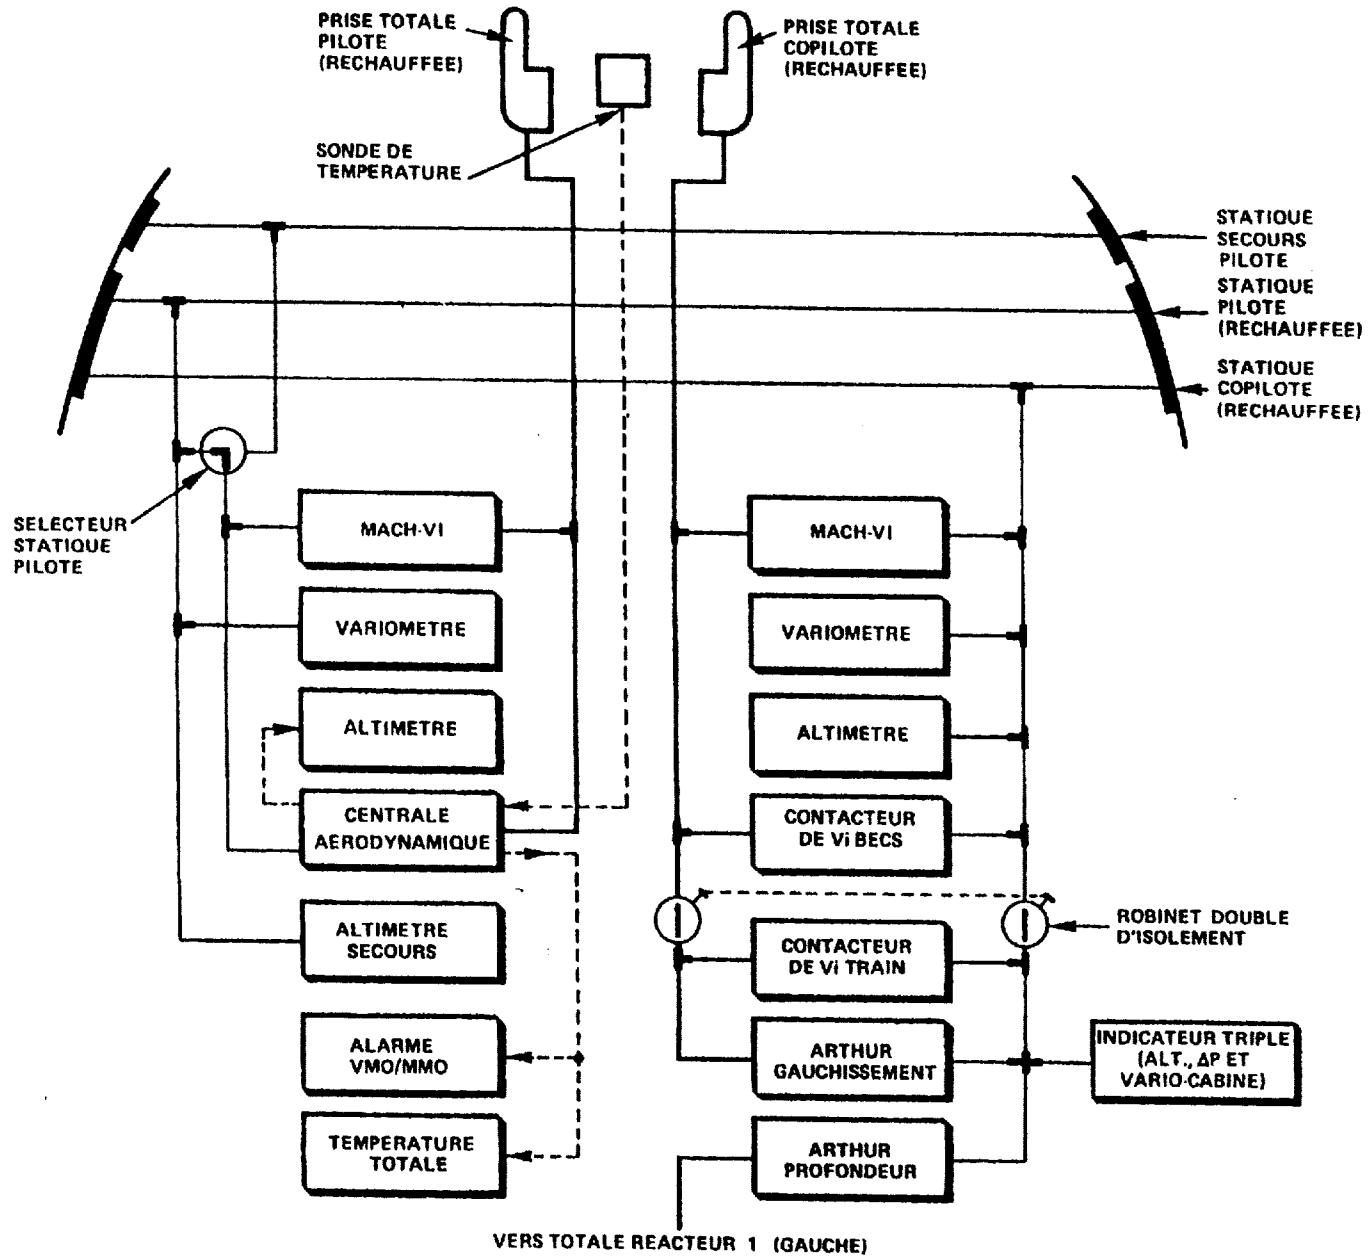 PRISE TOTALE
PILOTE
(RECHAUFFEE)
PRISE TOTALE
COPILOTE
(RECHAUFFEE)
SONDE DE
TEMPERATURE
STATIQUE
SECOURS
PILOTE
STATIQUE
PILOTE
(RECHAUFFEE)
STATIQUE
COPILOTE
(RECHAUFFEE)
SELECTEUR
STATIQUE
PILOTE
MACH-VI
VARIOMETRE
ALTIMETRE
CENTRALE
AERODYNAMIQUE
ALTIMETRE
SECOURS
ALARME
VMO/MMO
TEMPERATURE
TOTALE
MACH-VI
VARIOMETRE
ALTIMETRE
CONTACTEUR
DE Vi BECS
CONTACTEUR
DE Vi TRAIN
ARTHUR
GAUCHISSEMENT
ARTHUR
PROFONDEUR
ROBINET DOUBLE
D'ISOLEMENT
INDICATEUR TRIPLE
(ALT., ΔP ET
VARIO-CABINE)
VERS TOTALE REACTEUR 1 (GAUCHE)